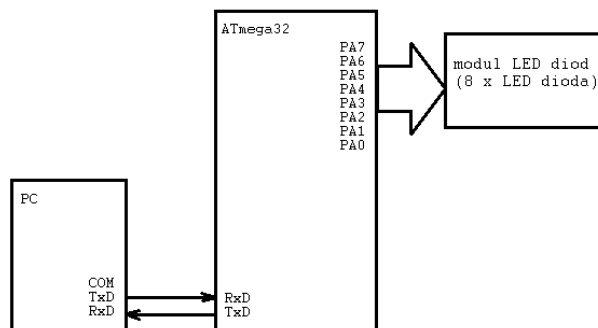 ATmega32
PA7
PA6
PA5
PA4
PA3
PA2
PA1
PA0
modul LED diod
(8 x LED dioda)
PC
COM
TxD
RxD
RxD
TxD